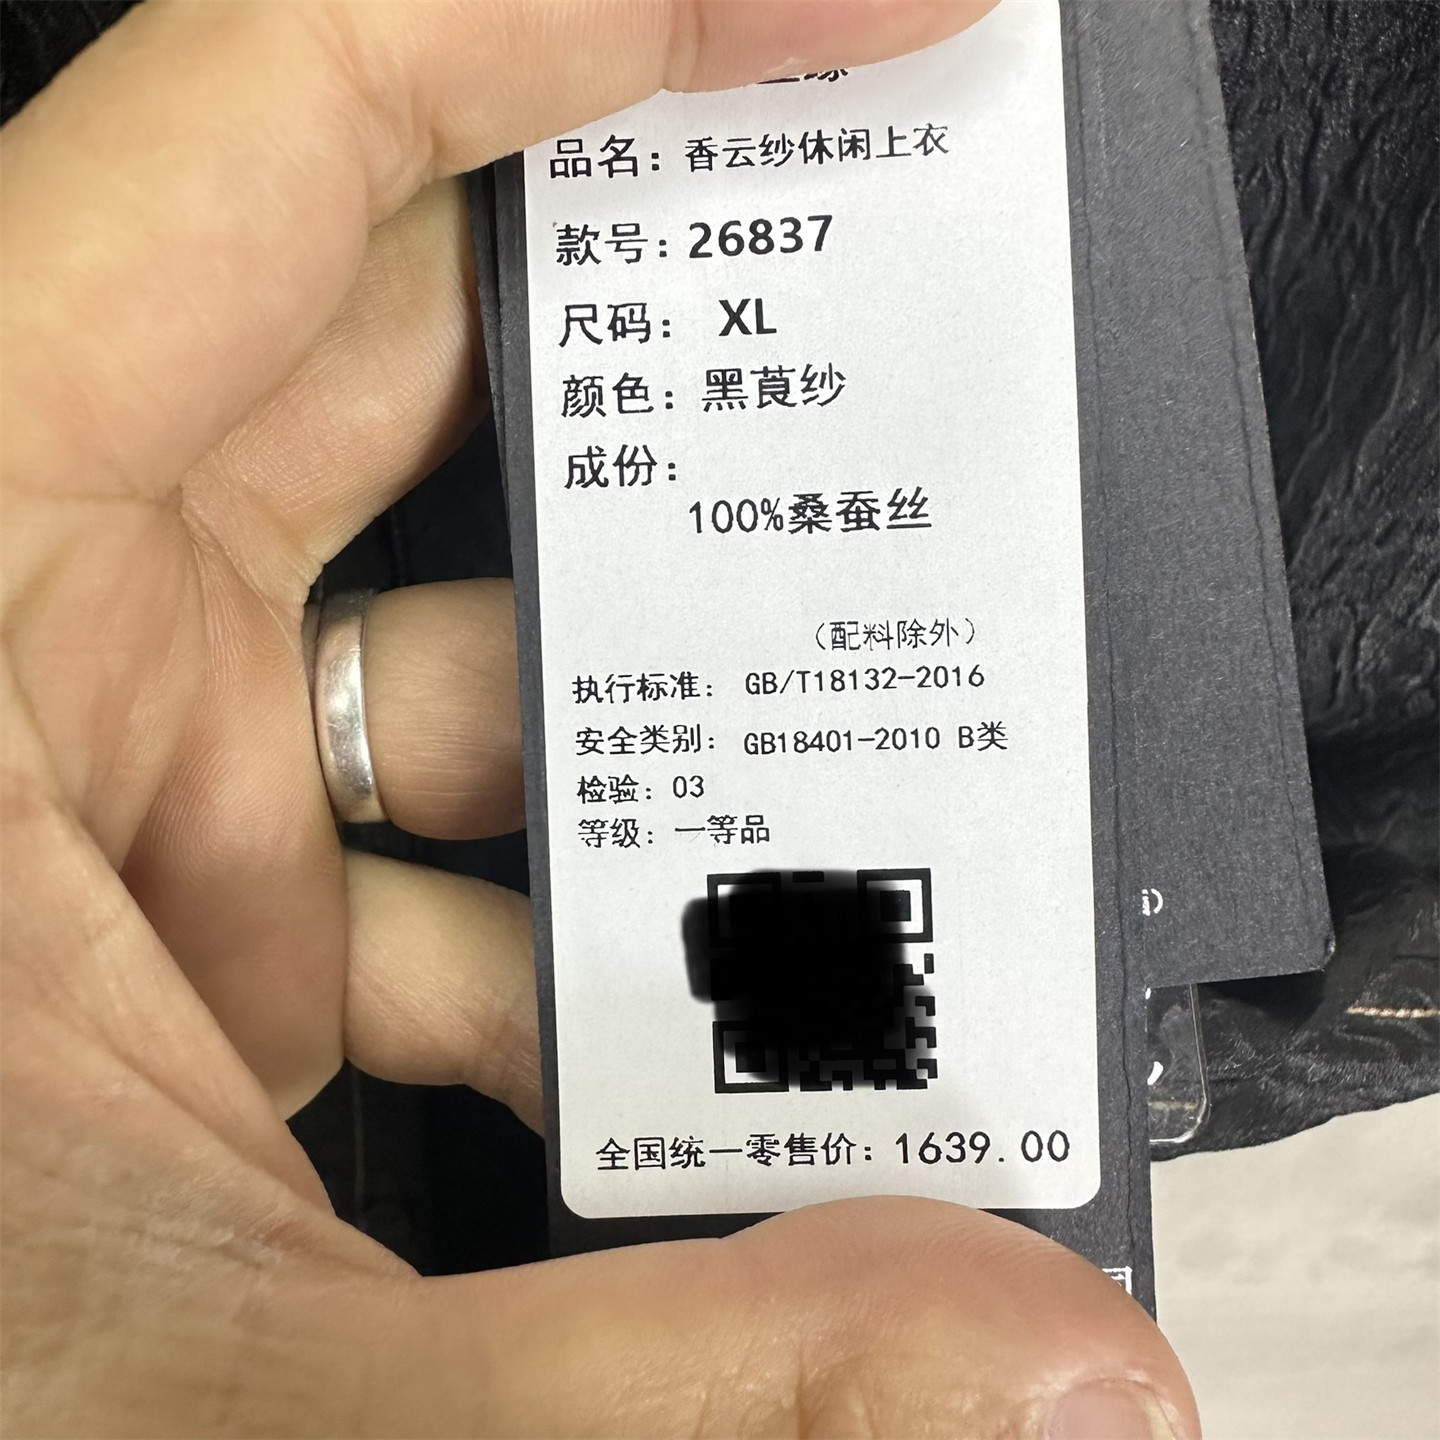 品名：香云纱休闲上衣
款号：26837
尺码： XL
颜色：黑莨纱
成份：
100%桑蚕丝
（配料除外）
执行标准： GB/T18132-2016
安全类别： GB18401-2010 B类
检验：03
等级：一等品
全国统一零售价：1639.00